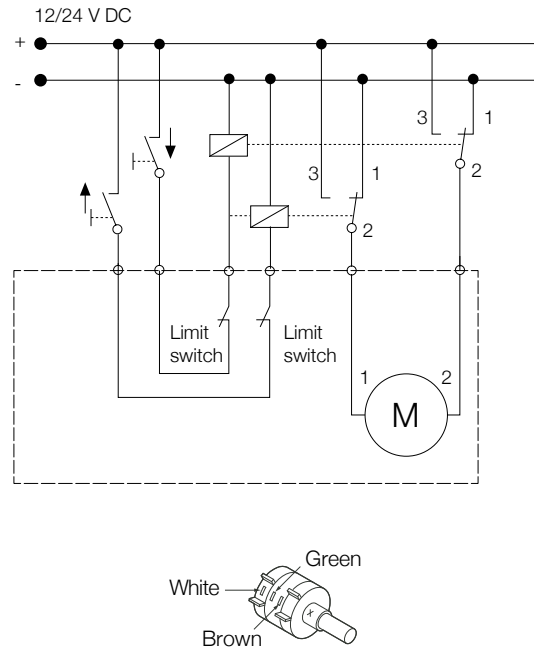 12/24 V DC
+
-
3
1
2
3
1
2
Limit
switch
Limit
switch
1
2
M
Green
White
Brown
x